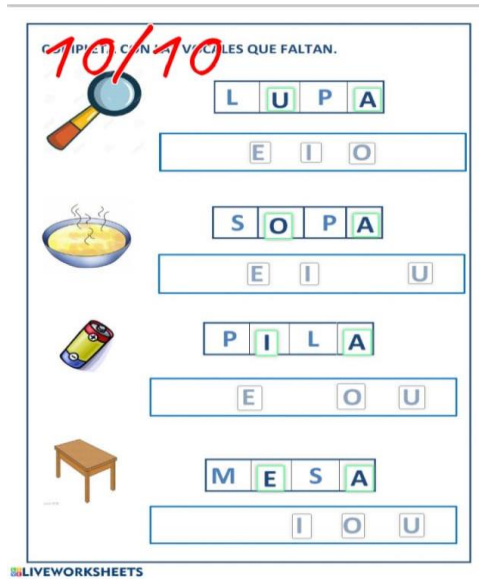 10/10
COMPLETA CON LAS VOCALES QUE FALTAN.
L U P A
E I O
S O P A
E I U
P I L A
E O U
M E S A
I O U
LIVEWORKSHEETS